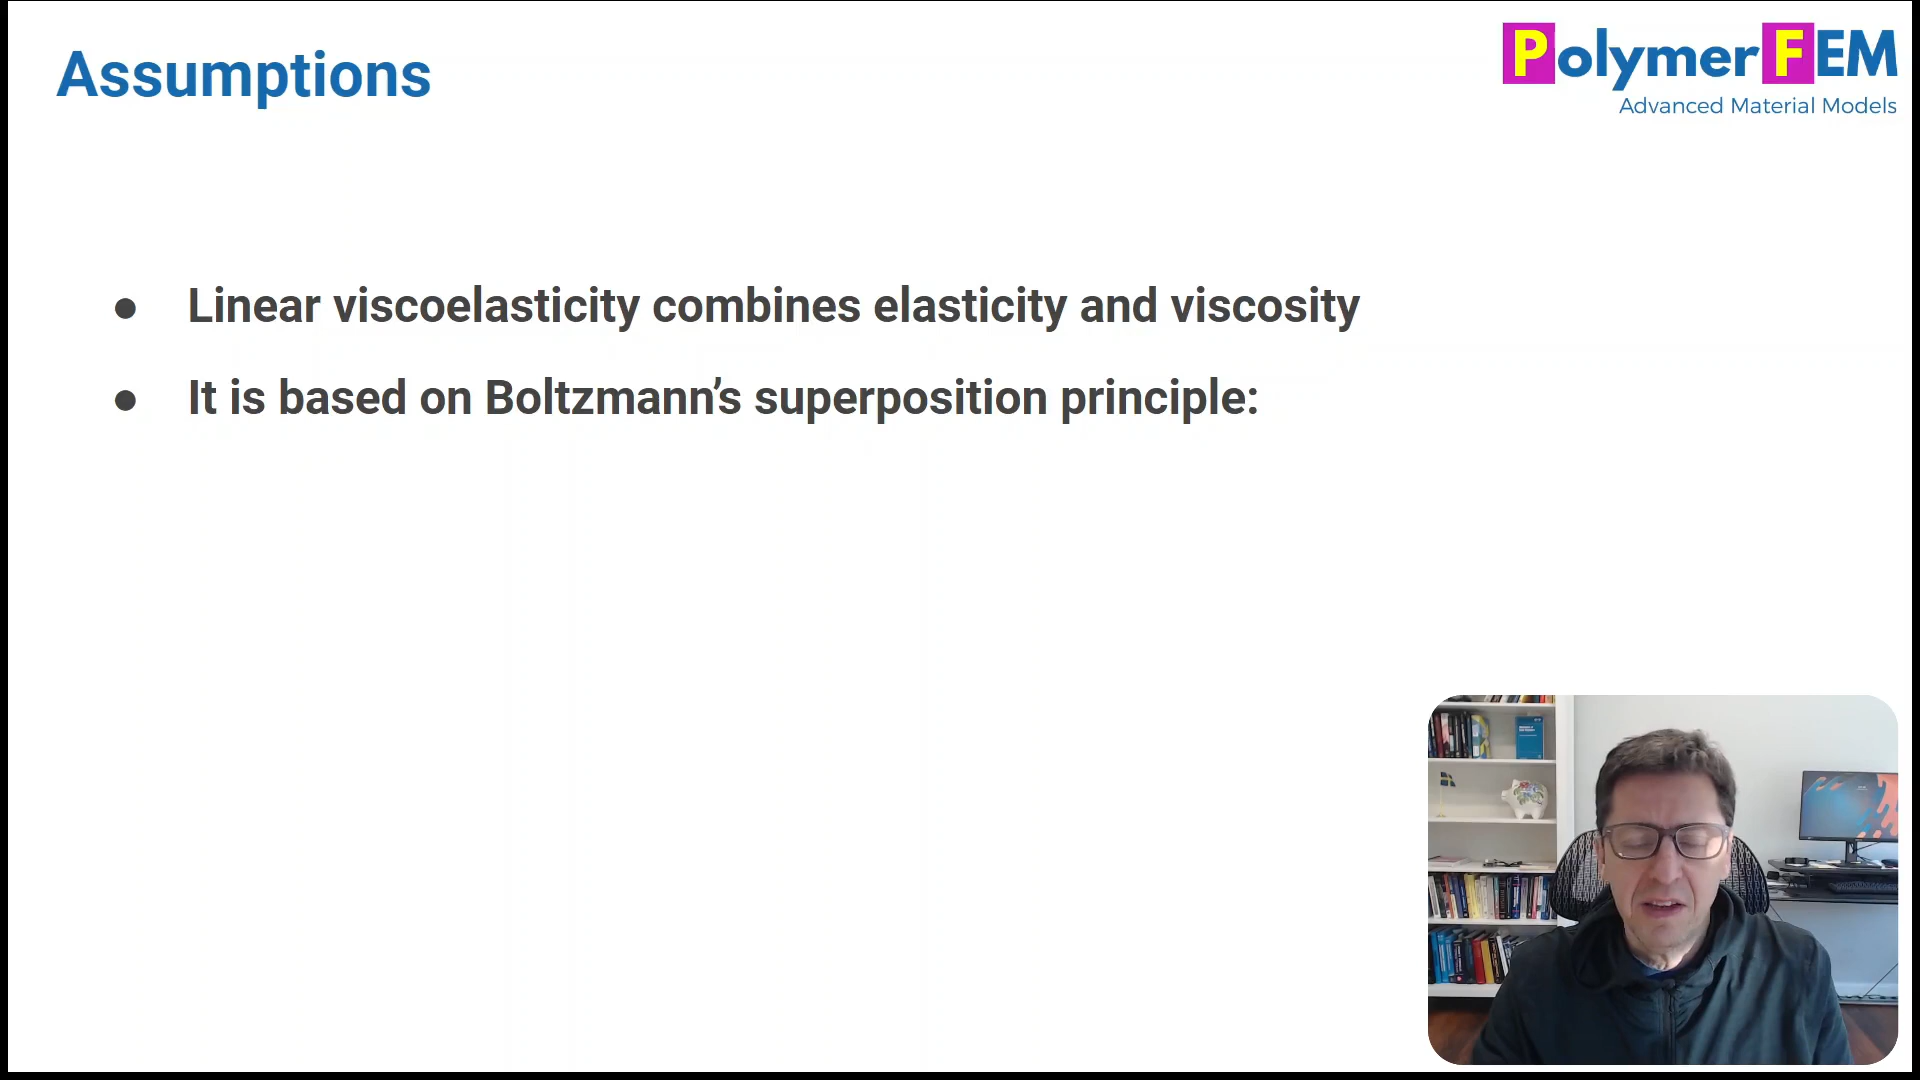 Assumptions
PolymerFEM
Advanced Material Models
● Linear viscoelasticity combines elasticity and viscosity
● It is based on Boltzmann’s superposition principle: